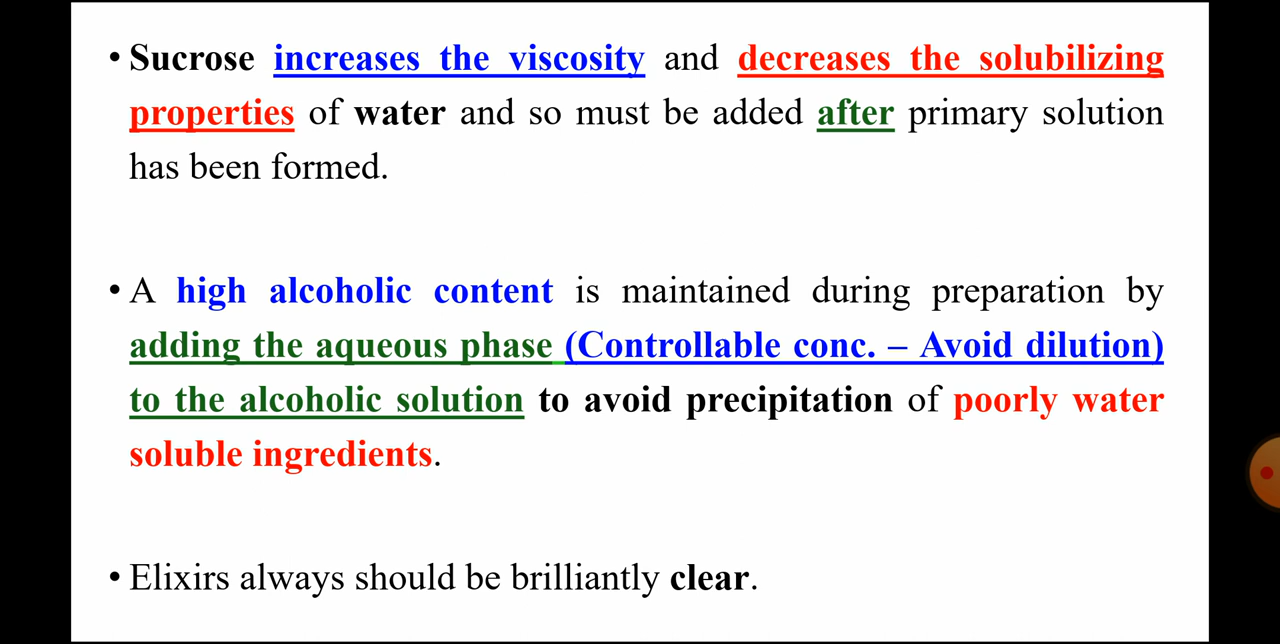 • Sucrose increases the viscosity and decreases the solubilizing
properties of water and so must be added after primary solution
has been formed.
• A high alcoholic content is maintained during preparation by
adding the aqueous phase (Controllable conc. – Avoid dilution)
to the alcoholic solution to avoid precipitation of poorly water
soluble ingredients.
• Elixirs always should be brilliantly clear.